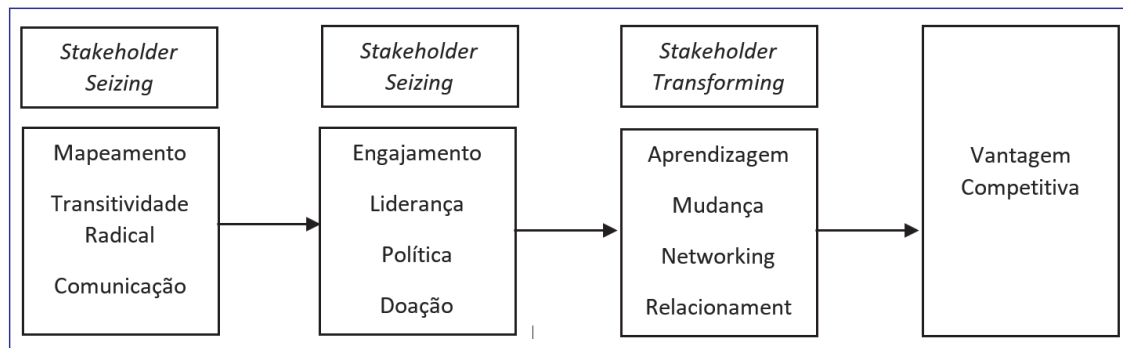 Stakeholder
Seizing
Mapeamento
Transitividade
Radical
Comunicação
Stakeholder
Seizing
Engajamento
Liderança
Política
Doação
Stakeholder
Transforming
Aprendizagem
Mudança
Networking
Relacionament
Vantagem
Competitiva